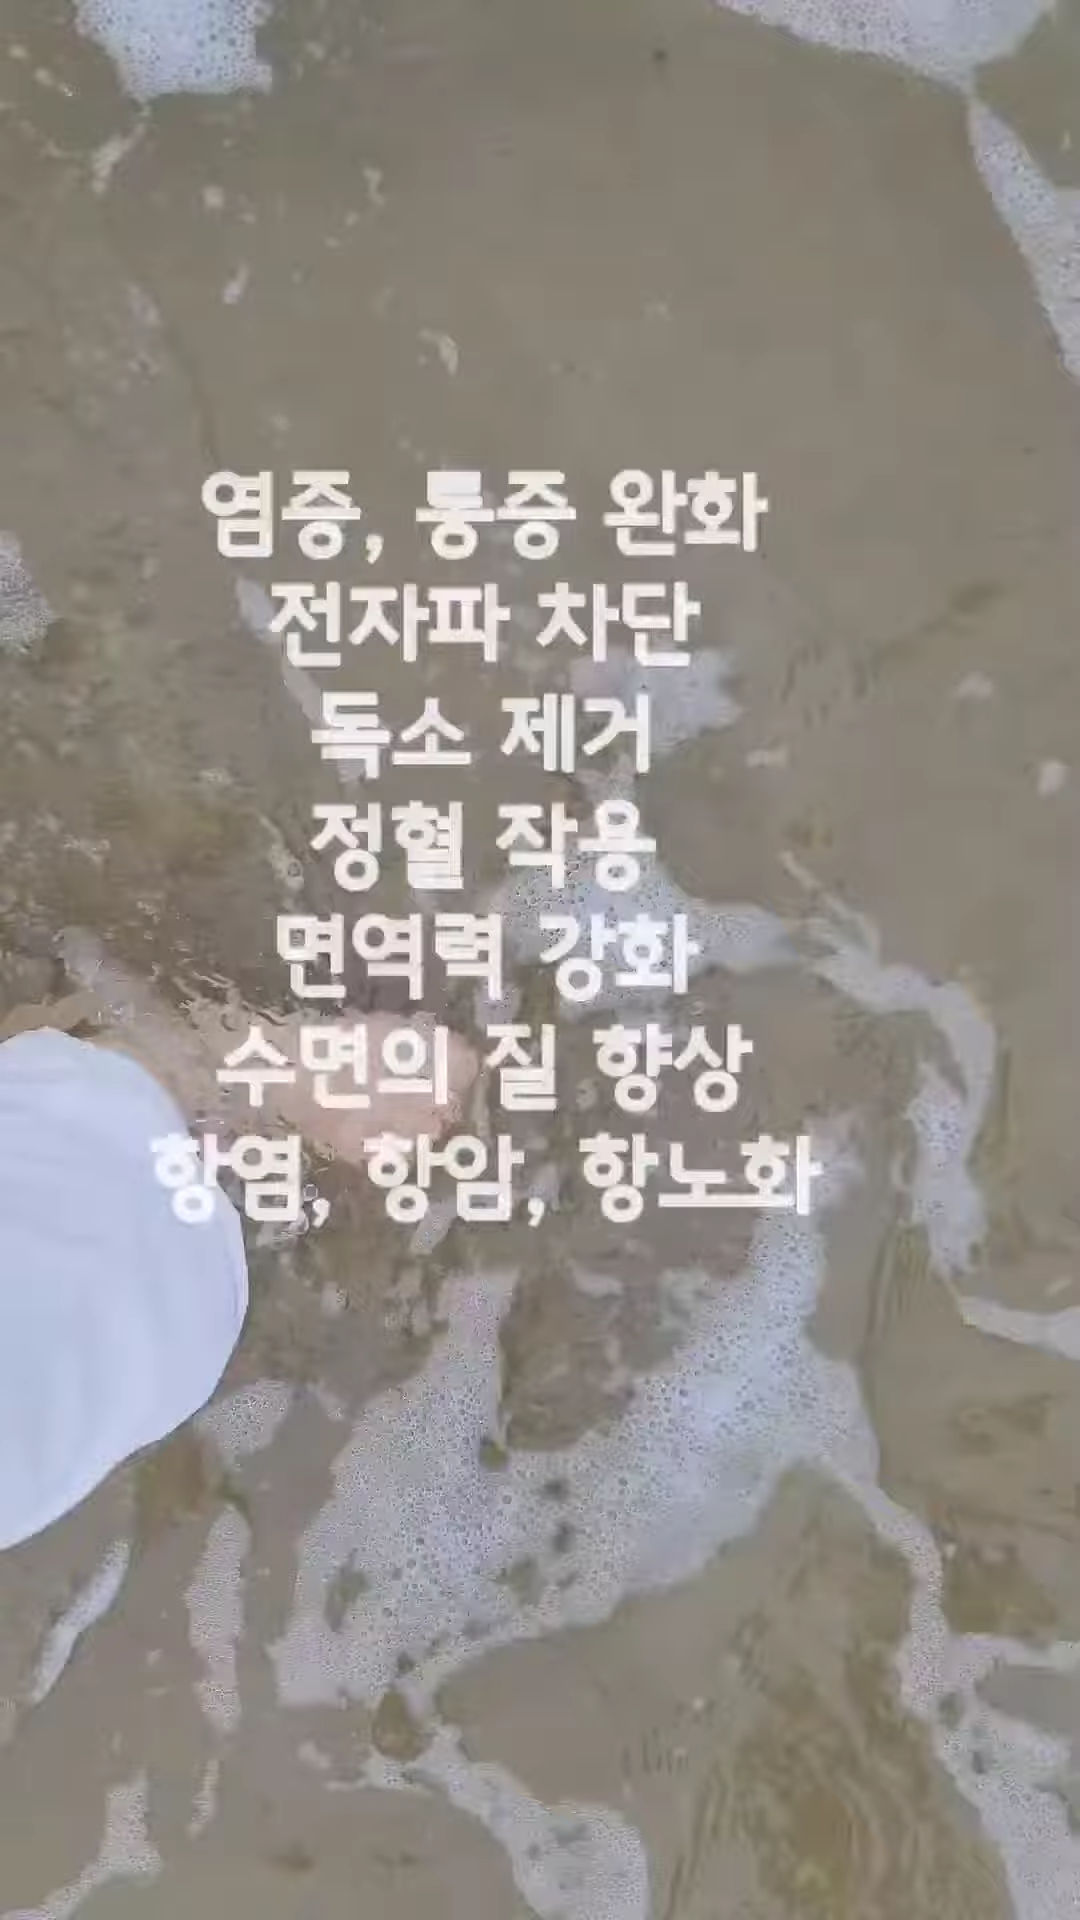 염증, 통증 완화
전자파 차단
독소 제거
정혈 작용
면역력 강화
수면의 질 향상
항염, 항암, 항노화